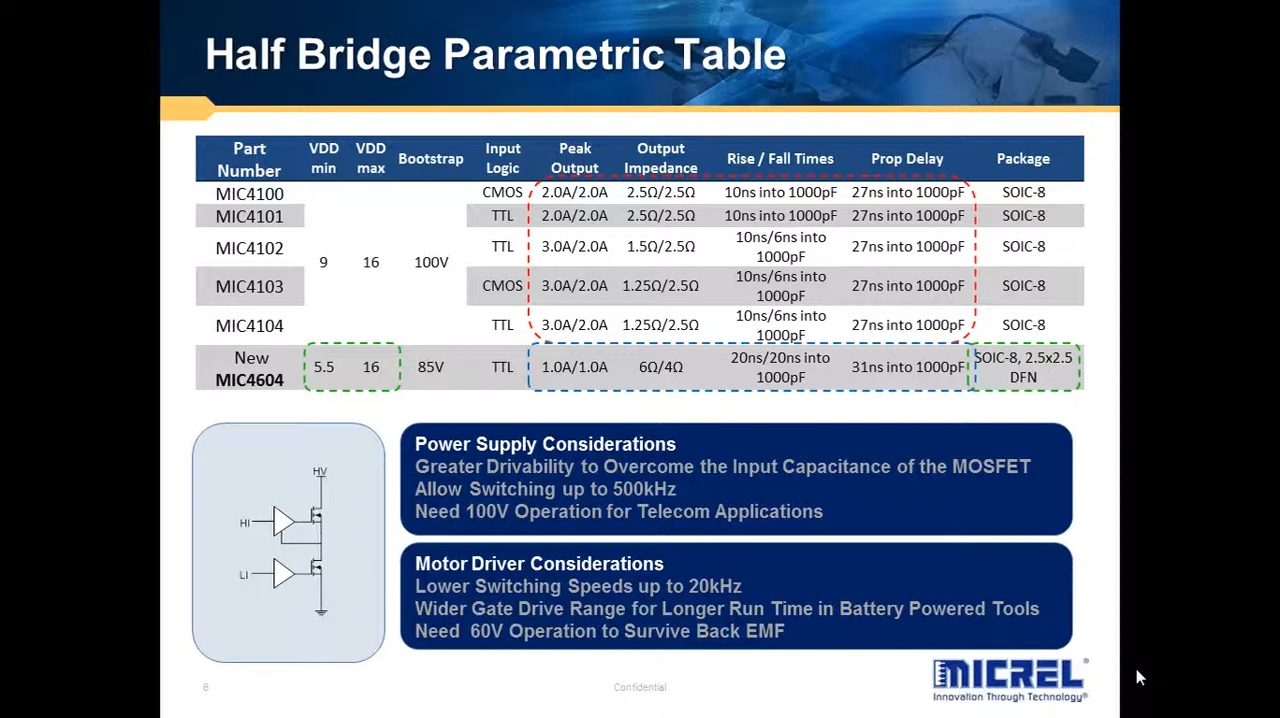 Half Bridge Parametric Table
Part Number VDD min VDD max Bootstrap Input Logic Peak Output Output Impedance Rise / Fall Times Prop Delay Package
MIC4100 CMOS 2.0A/2.0A 2.5Ω/2.5Ω 10ns into 1000pF 27ns into 1000pF SOIC-8
MIC4101 TTL 2.0A/2.0A 2.5Ω/2.5Ω 10ns into 1000pF 27ns into 1000pF SOIC-8
MIC4102 TTL 3.0A/2.0A 1.5Ω/2.5Ω 10ns/6ns into 1000pF 27ns into 1000pF SOIC-8
9 16 100V
MIC4103 CMOS 3.0A/2.0A 1.25Ω/2.5Ω 10ns/6ns into 1000pF 27ns into 1000pF SOIC-8
MIC4104 TTL 3.0A/2.0A 1.25Ω/2.5Ω 10ns/6ns into 1000pF 27ns into 1000pF SOIC-8
New MIC4604 5.5 16 85V TTL 1.0A/1.0A 6Ω/4Ω 20ns/20ns into 1000pF 31ns into 1000pF SOIC-8, 2.5x2.5 DFN
HV
HI
LI
Power Supply Considerations
Greater Drivability to Overcome the Input Capacitance of the MOSFET
Allow Switching up to 500kHz
Need 100V Operation for Telecom Applications
Motor Driver Considerations
Lower Switching Speeds up to 20kHz
Wider Gate Drive Range for Longer Run Time in Battery Powered Tools
Need 60V Operation to Survive Back EMF
6
Confidential
MICREL®
Innovation Through Technology®